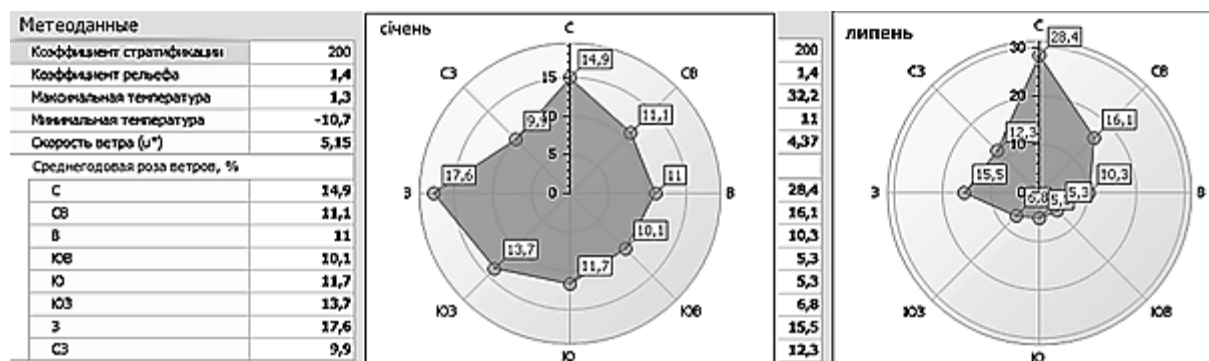 Метеоданные
Коэффициент стратификации 200
Коэффициент рельефа 1,4
Максимальная температура 1,3
Минимальная температура -10,7
Скорость ветра (u*) 5,15
Среднегодовая роза ветров, %
С 14,9
СВ 11,1
В 11
ЮВ 10,1
Ю 11,7
ЮЗ 13,7
З 17,6
СЗ 9,9
січень
С
14,9
СЗ
СВ
15
10
9,9
11,1
5
17,6
11
З
0
В
10,1
13,7
11,7
ЮЗ
ЮВ
Ю
200
1,4
32,2
11
4,37
28,4
16,1
10,3
5,3
5,3
6,8
15,5
12,3
липень
С
30
28,4
СЗ
СВ
20
16,1
12,3
10
15,5
5,3
10,3
З
0
В
6,8
ЮЗ
ЮВ
Ю